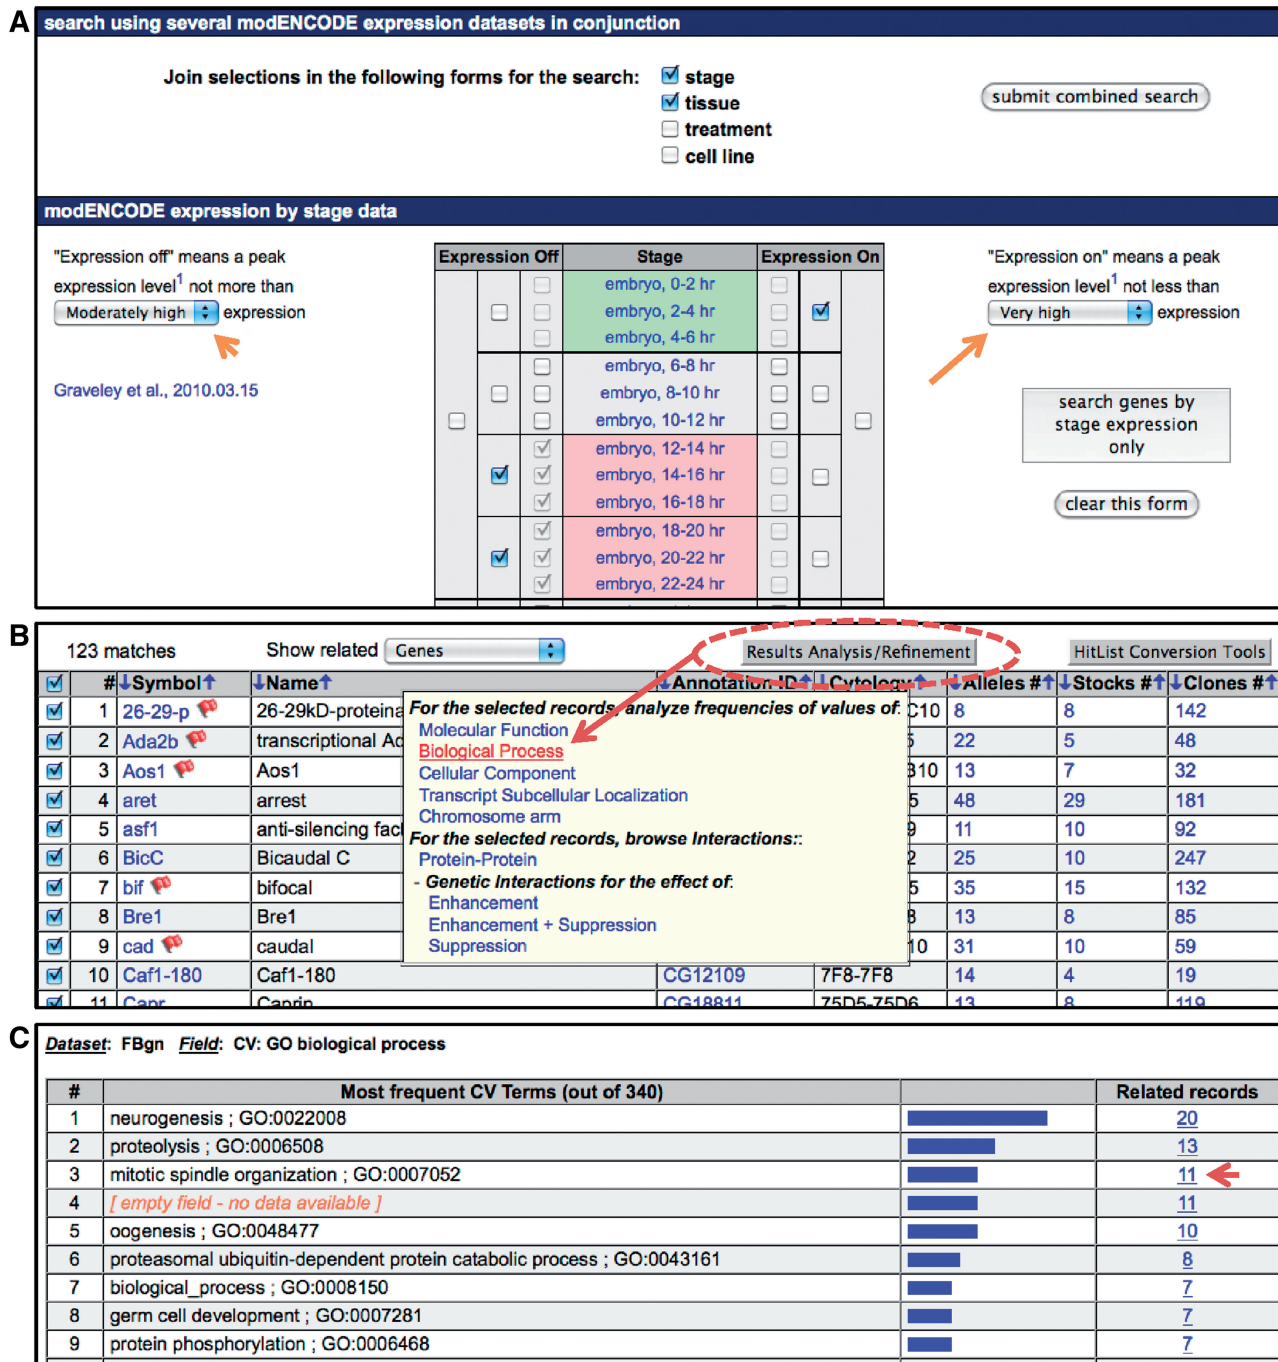 A
search using several modENCODE expression datasets in conjunction
Join selections in the following forms for the search:
stage
tissue
treatment
cell line
submit combined search
modENCODE expression by stage data
"Expression off" means a peak
expression level1 not more than
Moderately high expression
Graveley et al., 2010.03.15
Expression Off Stage Expression On
embryo, 0-2 hr
embryo, 2-4 hr
embryo, 4-6 hr
embryo, 6-8 hr
embryo, 8-10 hr
embryo, 10-12 hr
embryo, 12-14 hr
embryo, 14-16 hr
embryo, 16-18 hr
embryo, 18-20 hr
embryo, 20-22 hr
embryo, 22-24 hr
"Expression on" means a peak
expression level1 not less than
Very high expression
search genes by
stage expression
only
clear this form
B
123 matches Show related Genes Results Analysis/Refinement HitList Conversion Tools
# Symbol Name Annotation ID Cytology Alleles # Stocks # Clones #
1 26-29-p 26-29kD-proteina C10 8 8 142
2 Ada2b transcriptional Ad 5 22 5 48
3 Aos1 Aos1 B10 13 7 32
4 aret arrest 5 48 29 181
5 asf1 anti-silencing fac 9 11 10 92
6 BicC Bicaudal C 2 25 10 247
7 bif bifocal 5 35 15 132
8 Bre1 Bre1 8 13 8 85
9 cad caudal 10 31 10 59
10 Caf1-180 Caf1-180 CG12109 7F8-7F8 14 4 19
11 Capr Caprin CG18811 75D5-75D6 13 8 119
For the selected records, analyze frequencies of values of:
Molecular Function
Biological Process
Cellular Component
Transcript Subcellular Localization
Chromosome arm
For the selected records, browse Interactions::
Protein-Protein
- Genetic Interactions for the effect of:
Enhancement
Enhancement + Suppression
Suppression
C
Dataset: FBgn Field: CV: GO biological process
# Most frequent CV Terms (out of 340) Related records
1 neurogenesis ; GO:0022008 20
2 proteolysis ; GO:0006508 13
3 mitotic spindle organization ; GO:0007052 11
4 [ empty field - no data available ] 11
5 oogenesis ; GO:0048477 10
6 proteasomal ubiquitin-dependent protein catabolic process ; GO:0043161 8
7 biological_process ; GO:0008150 7
8 germ cell development ; GO:0007281 7
9 protein phosphorylation ; GO:0006468 7